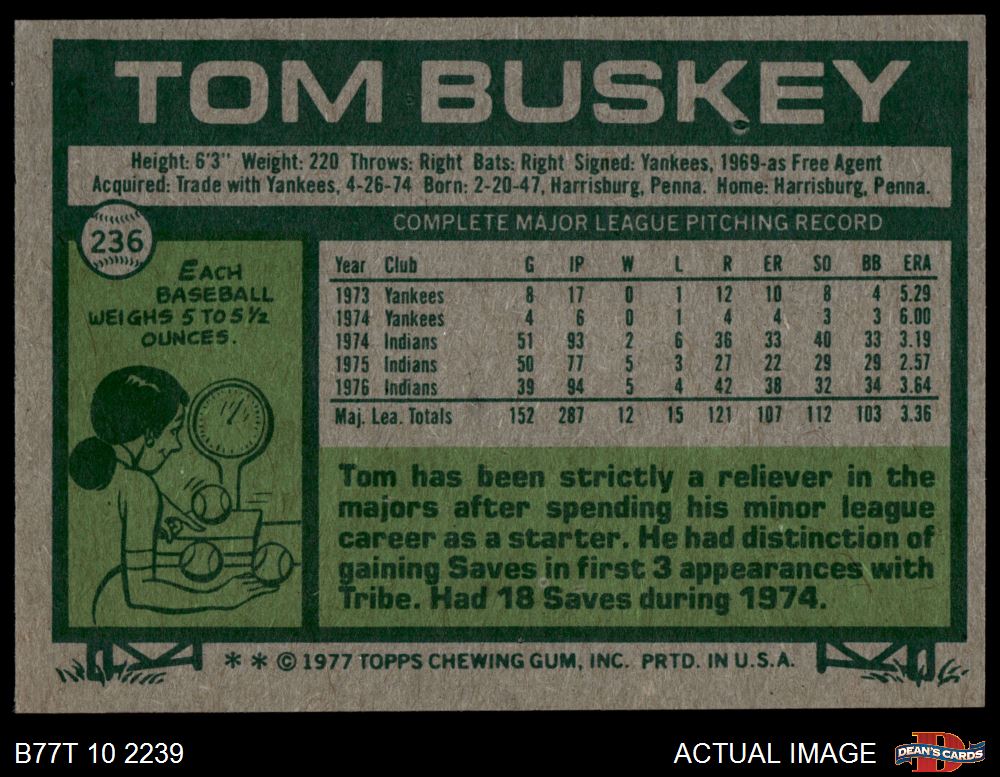 TOM BUSKEY
Height: 6'3" Weight: 220 Throws: Right Bats: Right Signed: Yankees, 1969-as Free Agent
Acquired: Trade with Yankees, 4-26-74 Born: 2-20-47, Harrisburg, Penna. Home: Harrisburg, Penna.
236
EACH
BASEBALL
WEIGHS 5 TO 5½
OUNCES.
COMPLETE MAJOR LEAGUE PITCHING RECORD
Year Club G IP W L R ER SO BB ERA
1973 Yankees 8 17 0 1 12 10 8 4 5.29
1974 Yankees 4 6 0 1 4 4 3 3 6.00
1974 Indians 51 93 2 6 36 33 40 33 3.19
1975 Indians 50 77 5 3 27 22 29 29 2.57
1976 Indians 39 94 5 4 42 38 32 34 3.64
Maj. Lea. Totals 152 287 12 15 121 107 112 103 3.36
Tom has been strictly a reliever in the
majors after spending his minor league
career as a starter. He had distinction of
gaining Saves in first 3 appearances with
Tribe. Had 18 Saves during 1974.
* * © 1977 TOPPS CHEWING GUM, INC. PRTD. IN U.S.A.
B77T 10 2239
ACTUAL IMAGE
DEAN'S CARDS